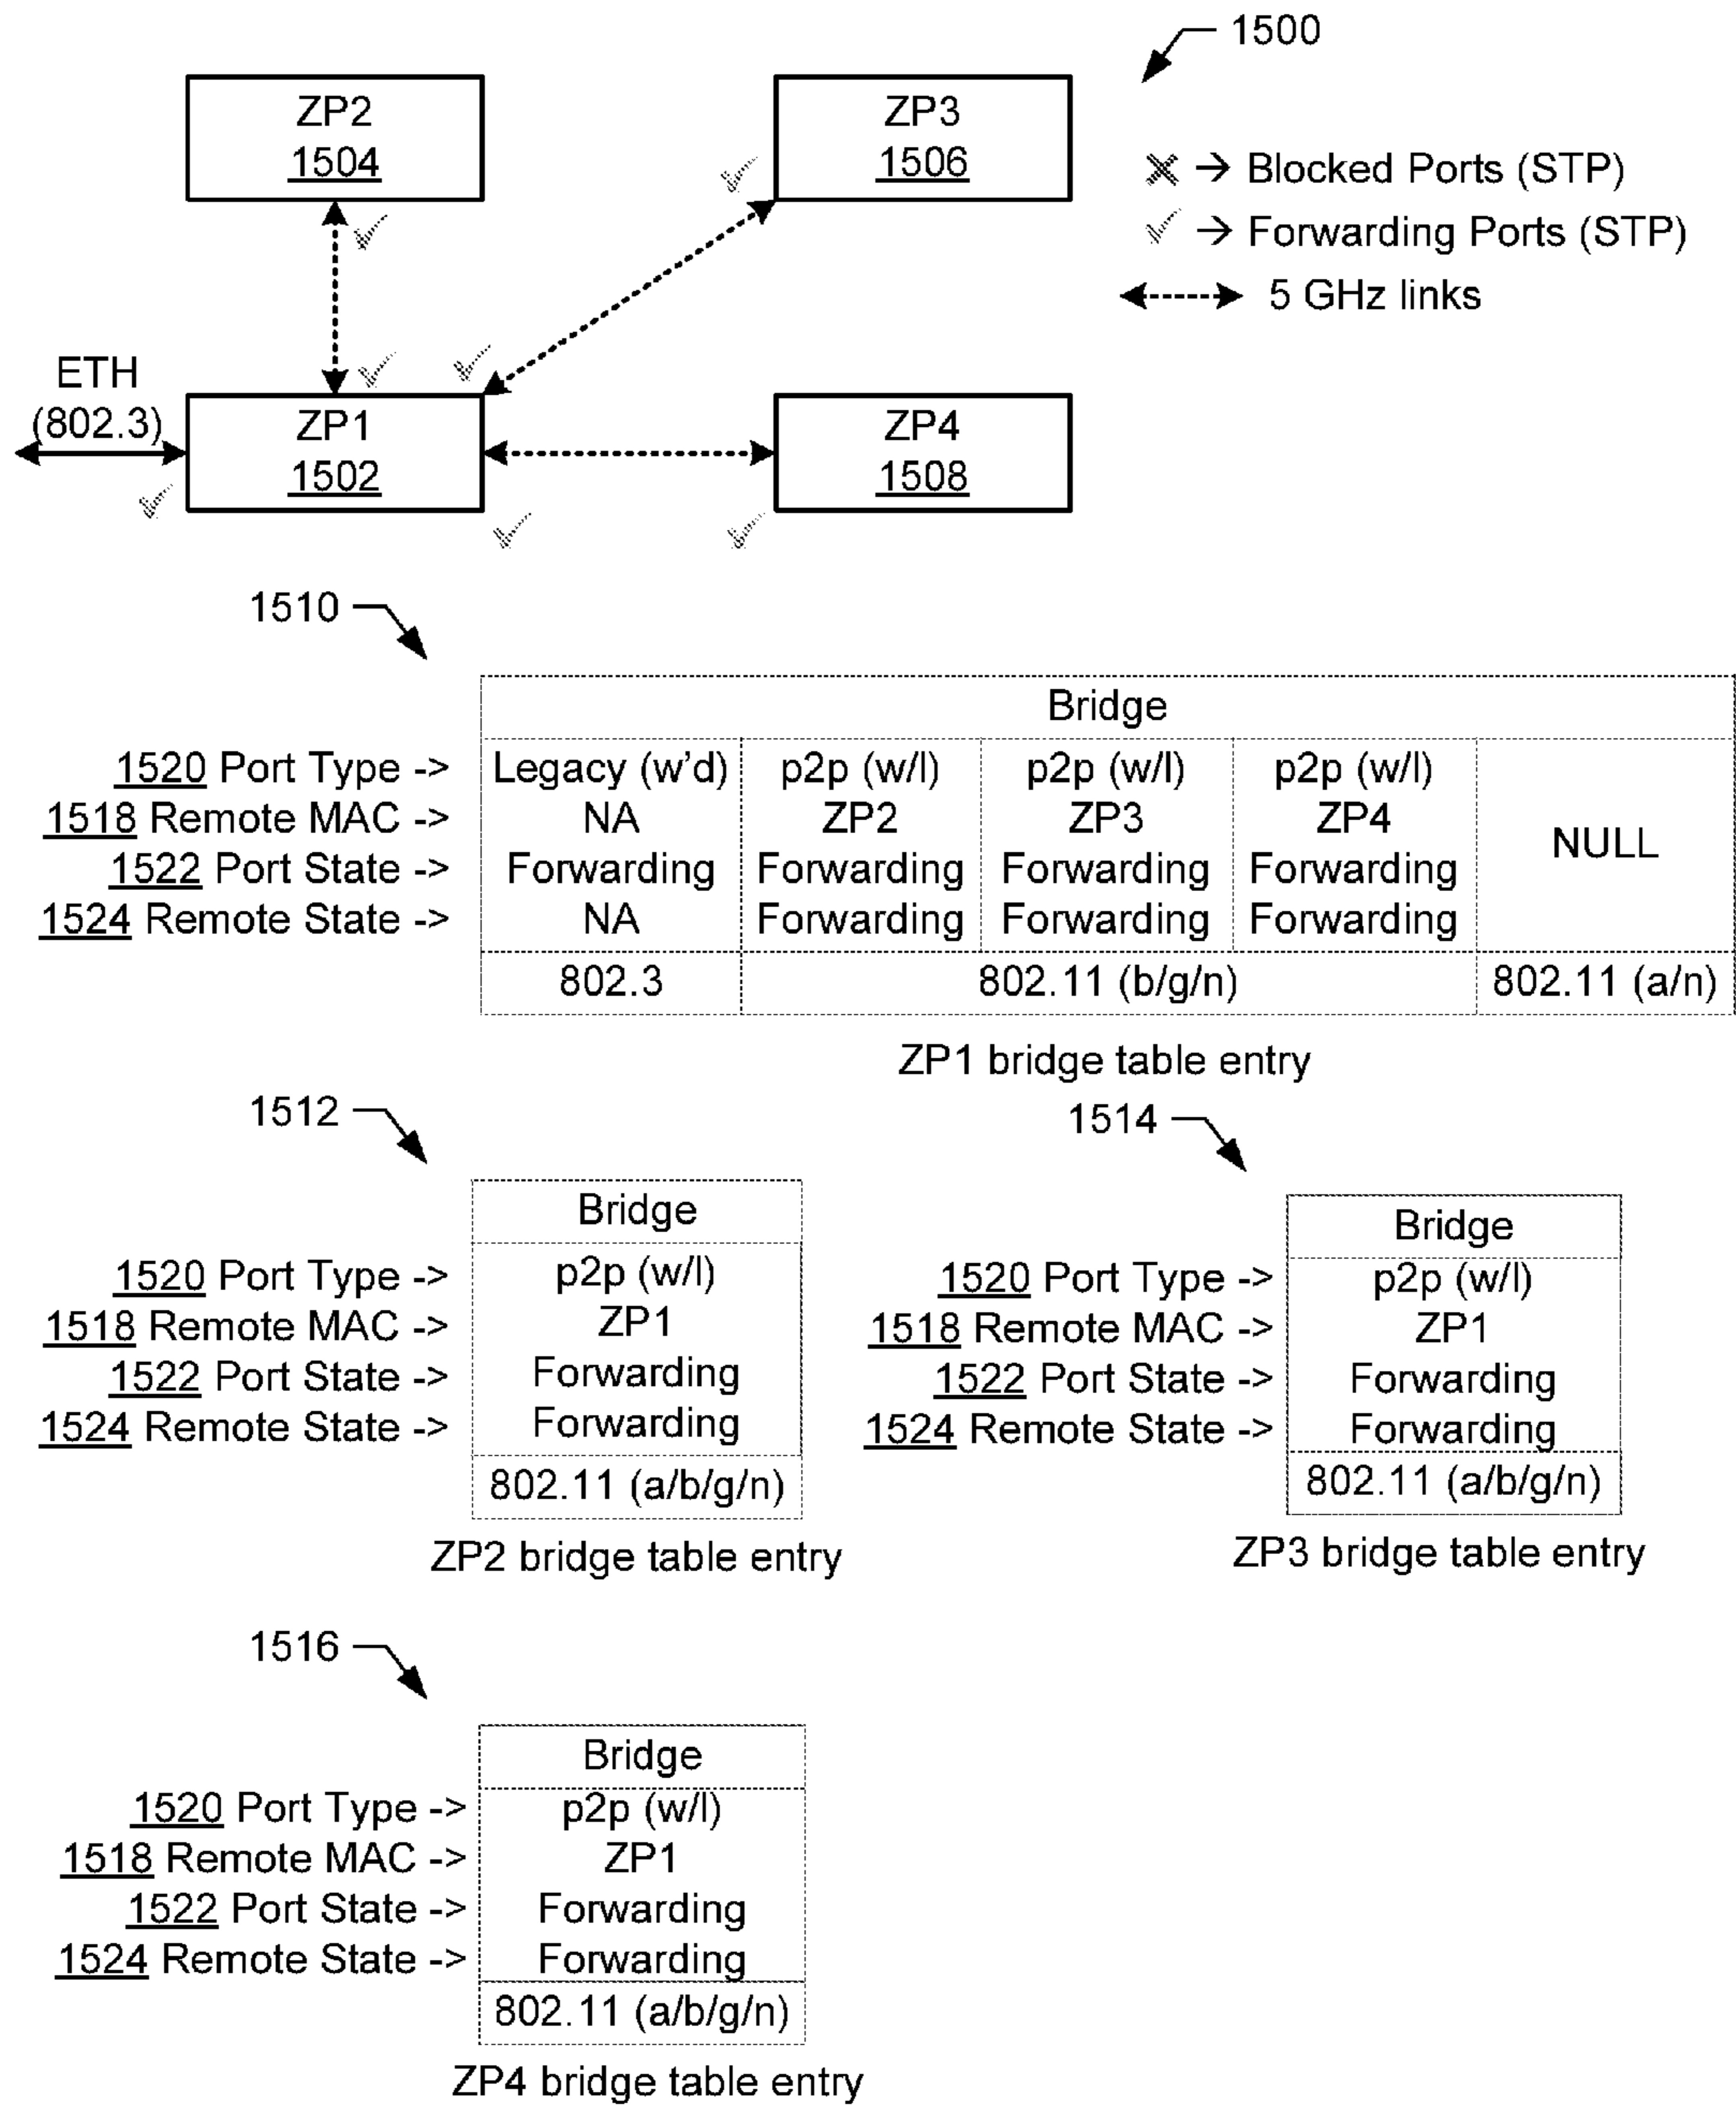 1500
ZP2
1504
ZP3
1506
→ Blocked Ports (STP)
→ Forwarding Ports (STP)
5 GHz links
ETH
(802.3)
ZP1
1502
ZP4
1508
1510
Bridge
1520 Port Type -> Legacy (w'd) p2p (w/l) p2p (w/l) p2p (w/l)
1518 Remote MAC -> NA ZP2 ZP3 ZP4
NULL
1522 Port State -> Forwarding Forwarding Forwarding Forwarding
1524 Remote State -> NA Forwarding Forwarding Forwarding
802.3 802.11 (b/g/n) 802.11 (a/n)
ZP1 bridge table entry
1512
Bridge
1520 Port Type -> p2p (w/l)
1518 Remote MAC -> ZP1
1522 Port State -> Forwarding
1524 Remote State -> Forwarding
802.11 (a/b/g/n)
ZP2 bridge table entry
1514
Bridge
1520 Port Type -> p2p (w/l)
1518 Remote MAC -> ZP1
1522 Port State -> Forwarding
1524 Remote State -> Forwarding
802.11 (a/b/g/n)
ZP3 bridge table entry
1516
Bridge
1520 Port Type -> p2p (w/l)
1518 Remote MAC -> ZP1
1522 Port State -> Forwarding
1524 Remote State -> Forwarding
802.11 (a/b/g/n)
ZP4 bridge table entry